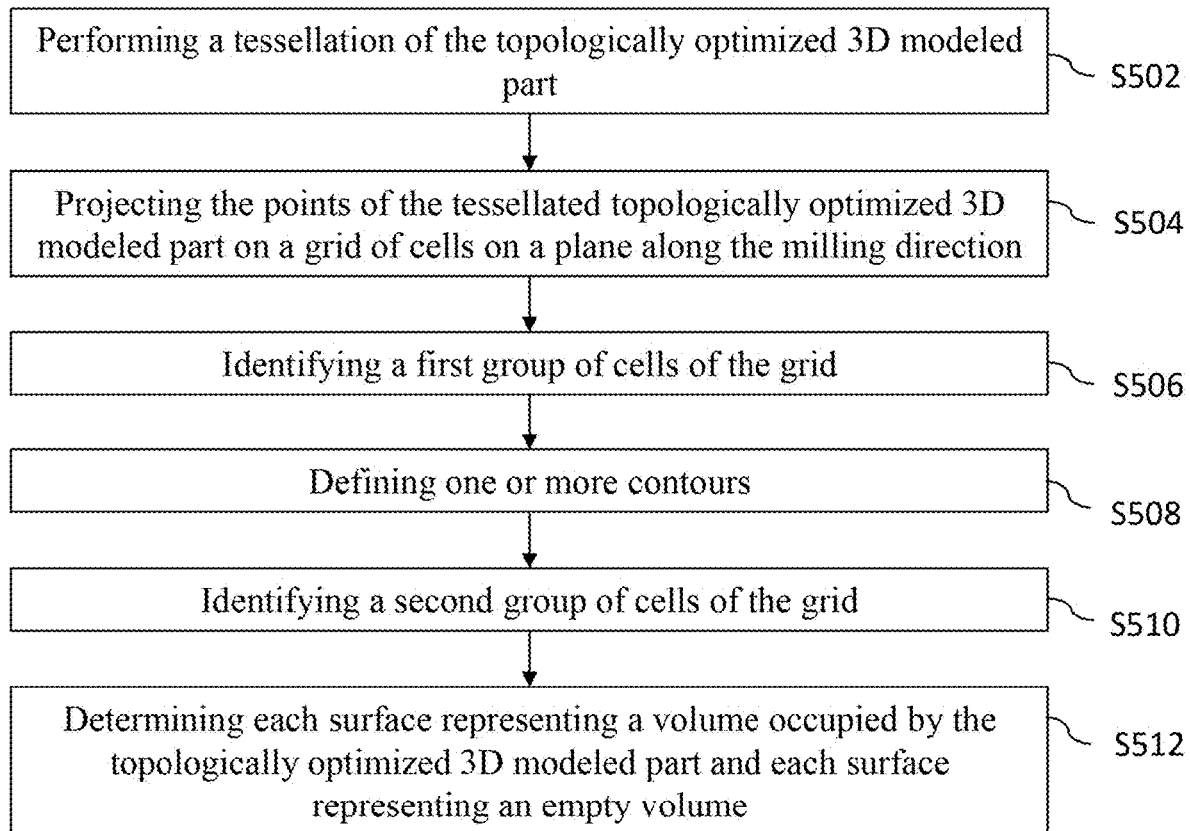 Performing a tessellation of the topologically optimized 3D modeled
part
S502
Projecting the points of the tessellated topologically optimized 3D
modeled part on a grid of cells on a plane along the milling direction
S504
Identifying a first group of cells of the grid
S506
Defining one or more contours
S508
Identifying a second group of cells of the grid
S510
Determining each surface representing a volume occupied by the
topologically optimized 3D modeled part and each surface
representing an empty volume
S512